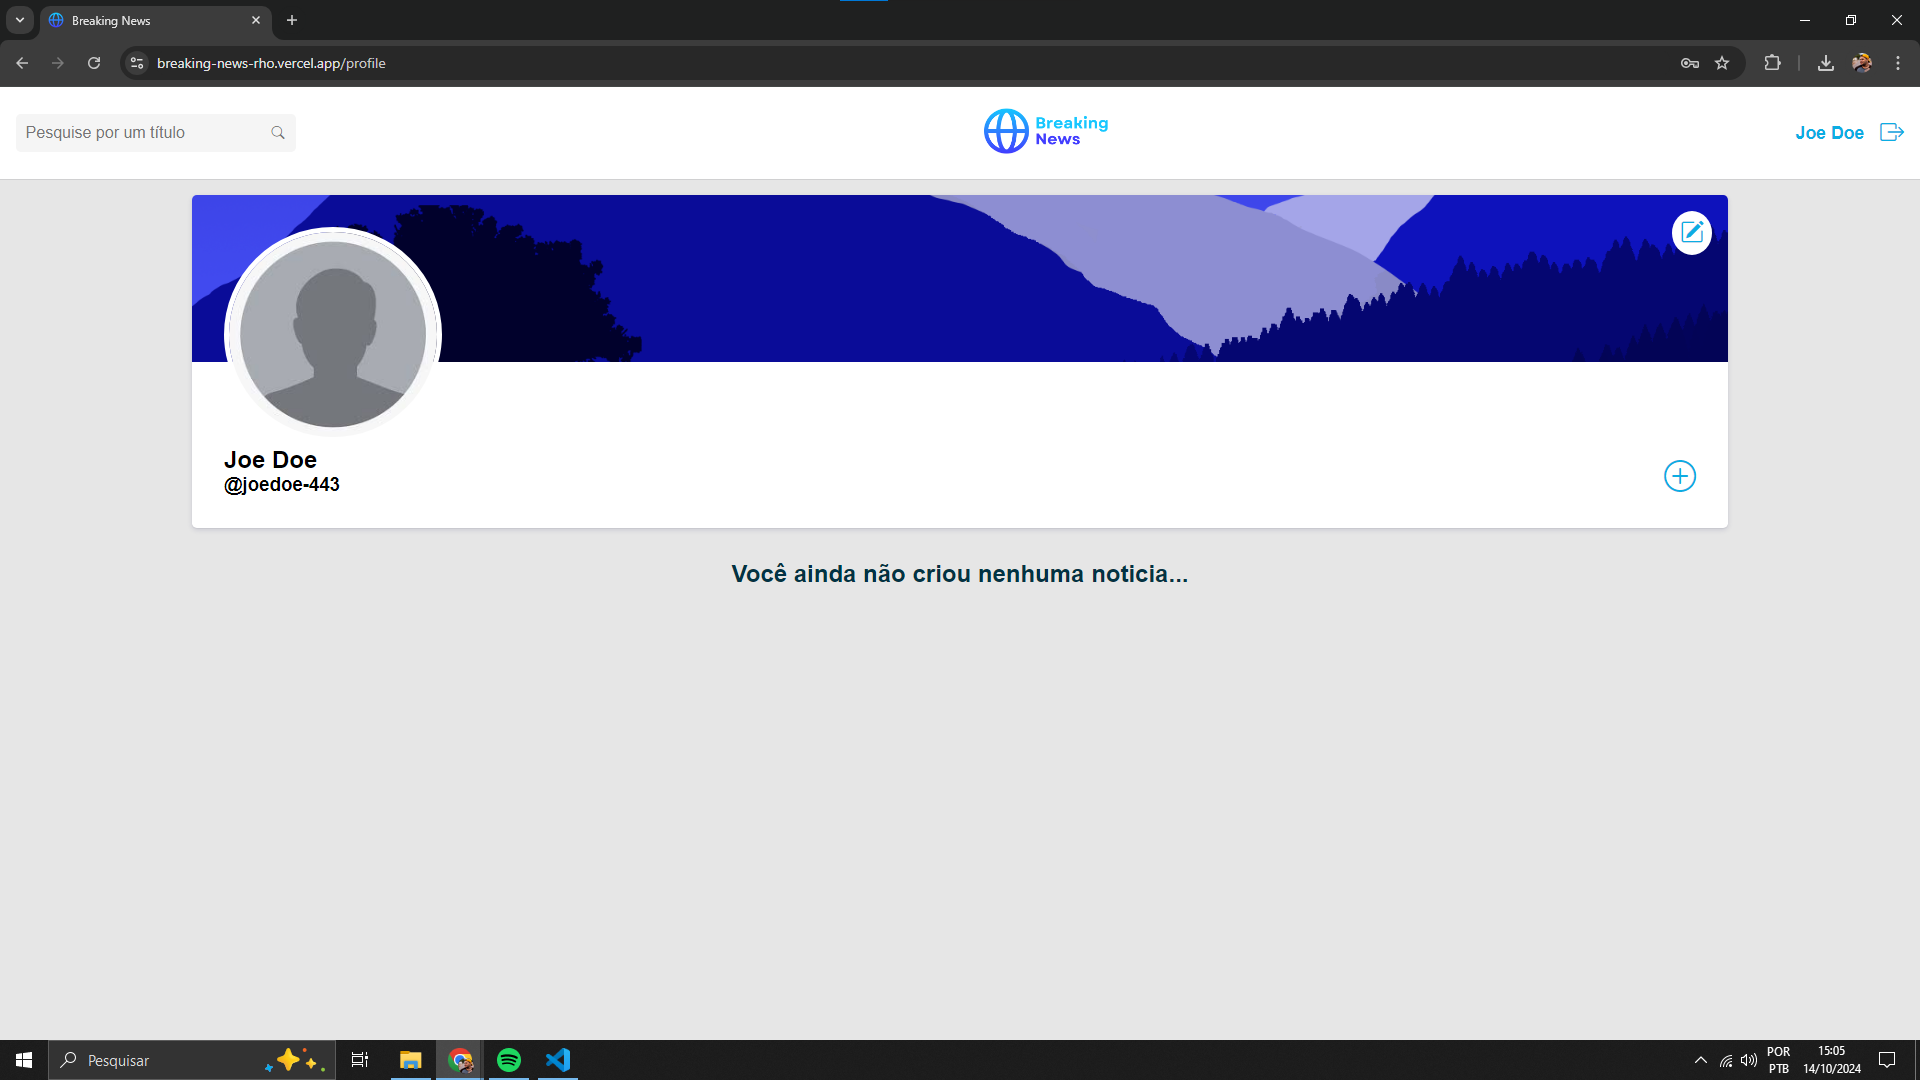 Breaking News
breaking-news-rho.vercel.app/profile
Pesquise por um título
Breaking
News
Joe Doe
Joe Doe
@joedoe-443
Você ainda não criou nenhuma noticia...
Pesquisar
POR
PTB
15:05
14/10/2024